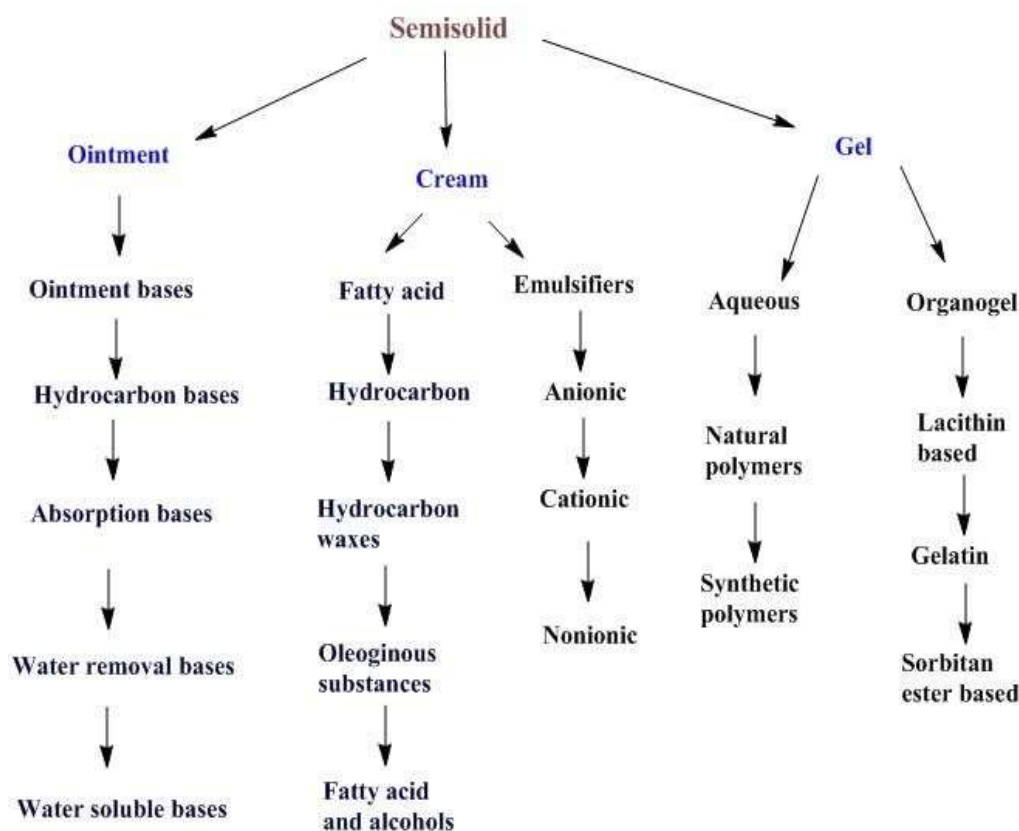 Semisolid
Ointment
Cream
Gel
Ointment bases
Fatty acid
Emulsifiers
Aqueous
Organogel
Hydrocarbon bases
Hydrocarbon
Anionic
Natural
polymers
Lacithin
based
Absorption bases
Hydrocarbon
waxes
Cationic
Synthetic
polymers
Gelatin
Water removal bases
Oleoginous
substances
Nonionic
Sorbitan
ester based
Water soluble bases
Fatty acid
and alcohols